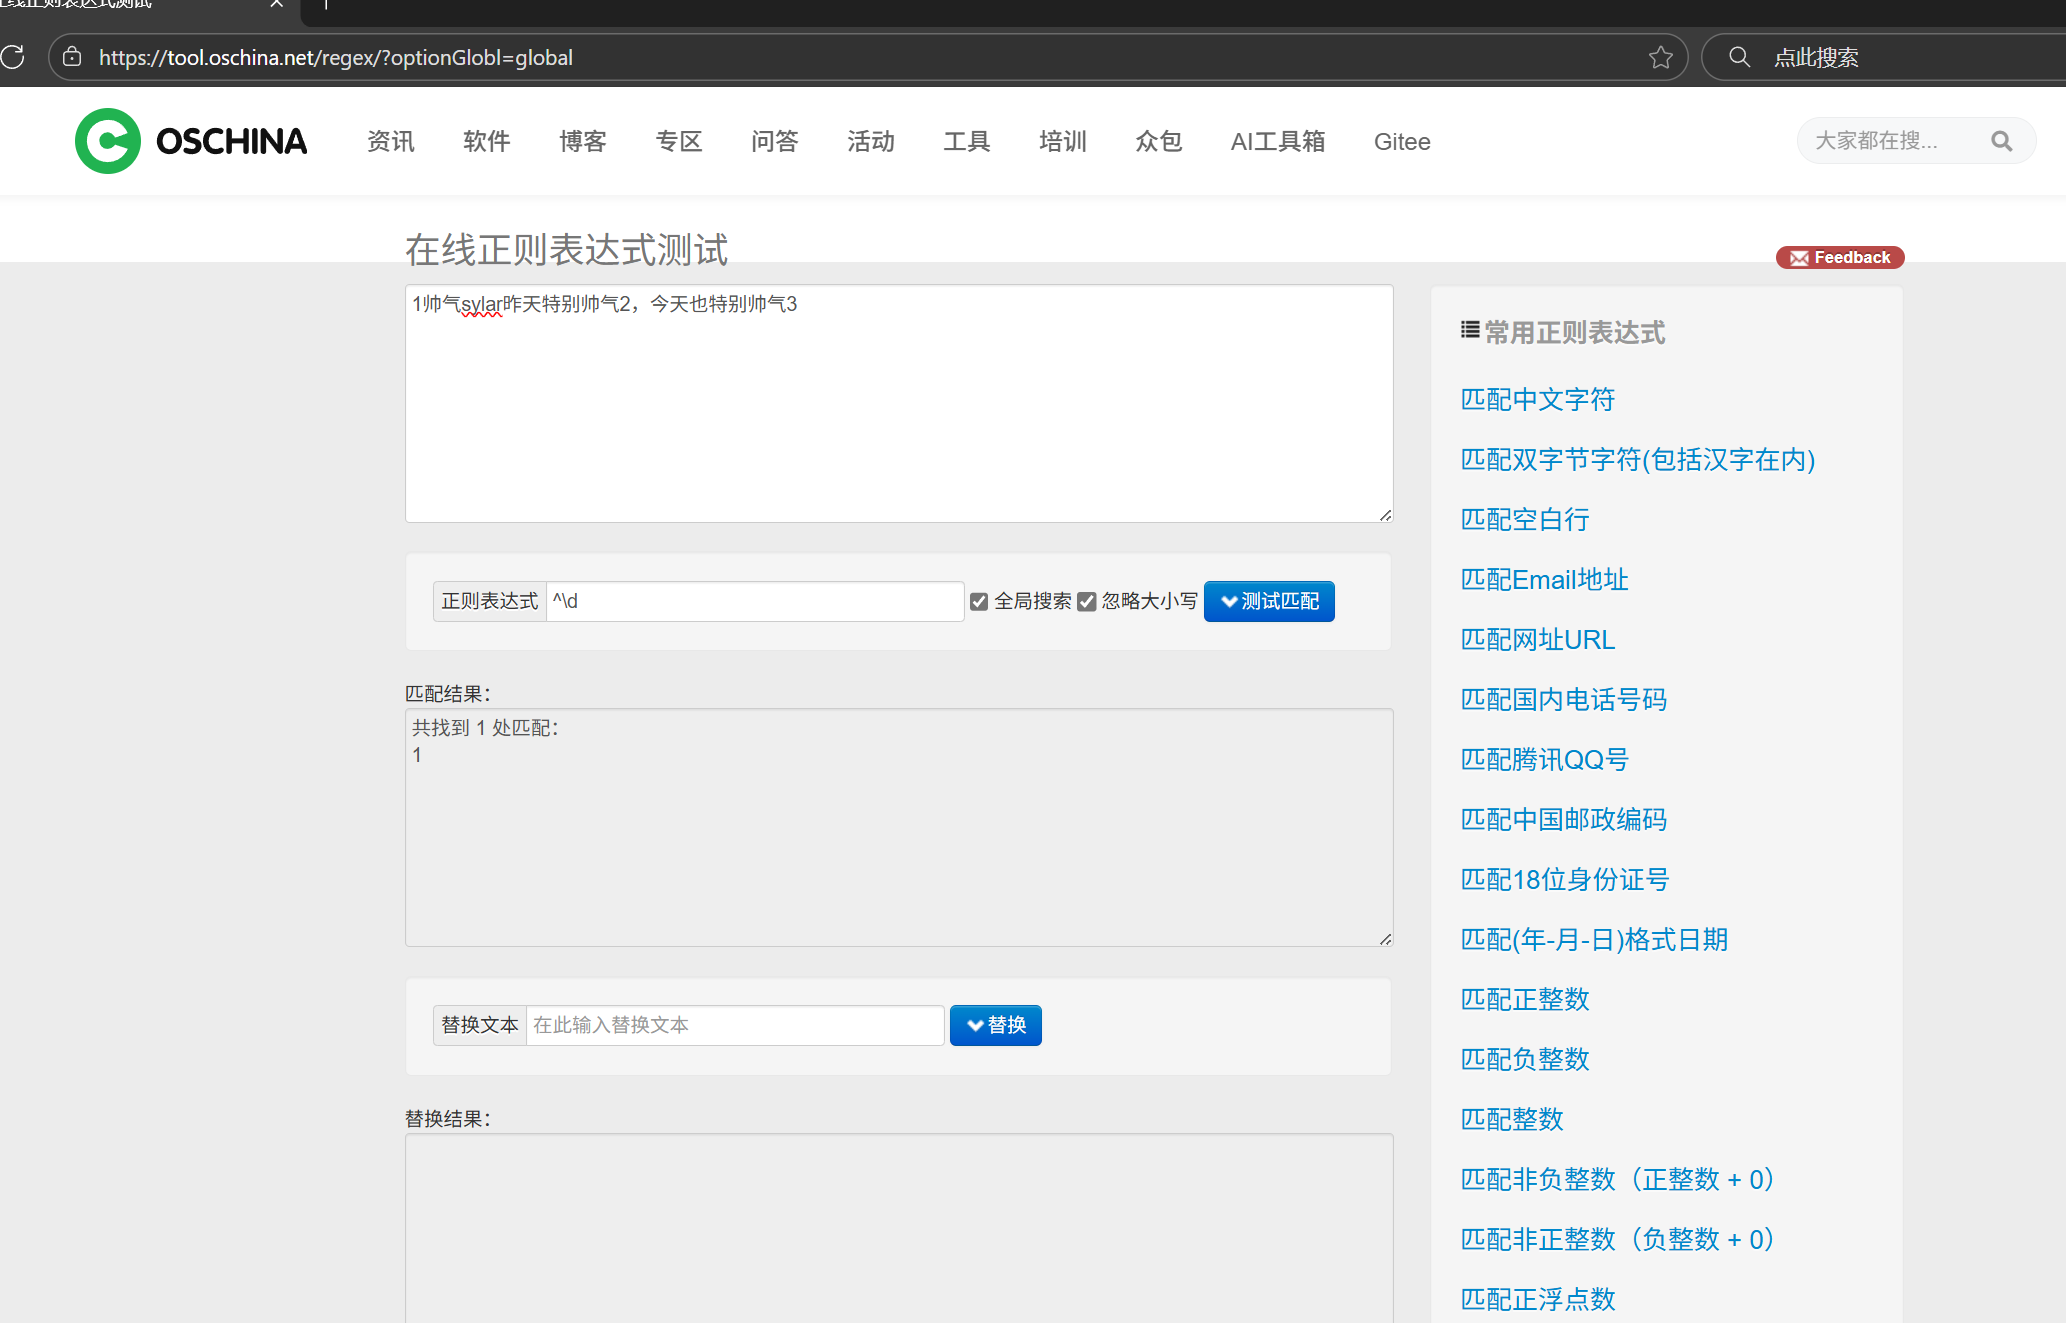 在线正则表达式测试
https://tool.oschina.net/regex/?optionGlobl=global
点此搜索
OSCHINA
资讯
软件
博客
专区
问答
活动
工具
培训
众包
AI工具箱
Gitee
大家都在搜...
在线正则表达式测试
Feedback
1帅气sylar昨天特别帅气2，今天也特别帅气3
正则表达式 ^\d 全局搜索 忽略大小写 测试匹配
匹配结果：
共找到 1 处匹配：
1
替换文本 在此输入替换文本 替换
替换结果：
常用正则表达式
匹配中文字符
匹配双字节字符(包括汉字在内)
匹配空白行
匹配Email地址
匹配网址URL
匹配国内电话号码
匹配腾讯QQ号
匹配中国邮政编码
匹配18位身份证号
匹配(年-月-日)格式日期
匹配正整数
匹配负整数
匹配整数
匹配非负整数（正整数 + 0）
匹配非正整数（负整数 + 0）
匹配正浮点数